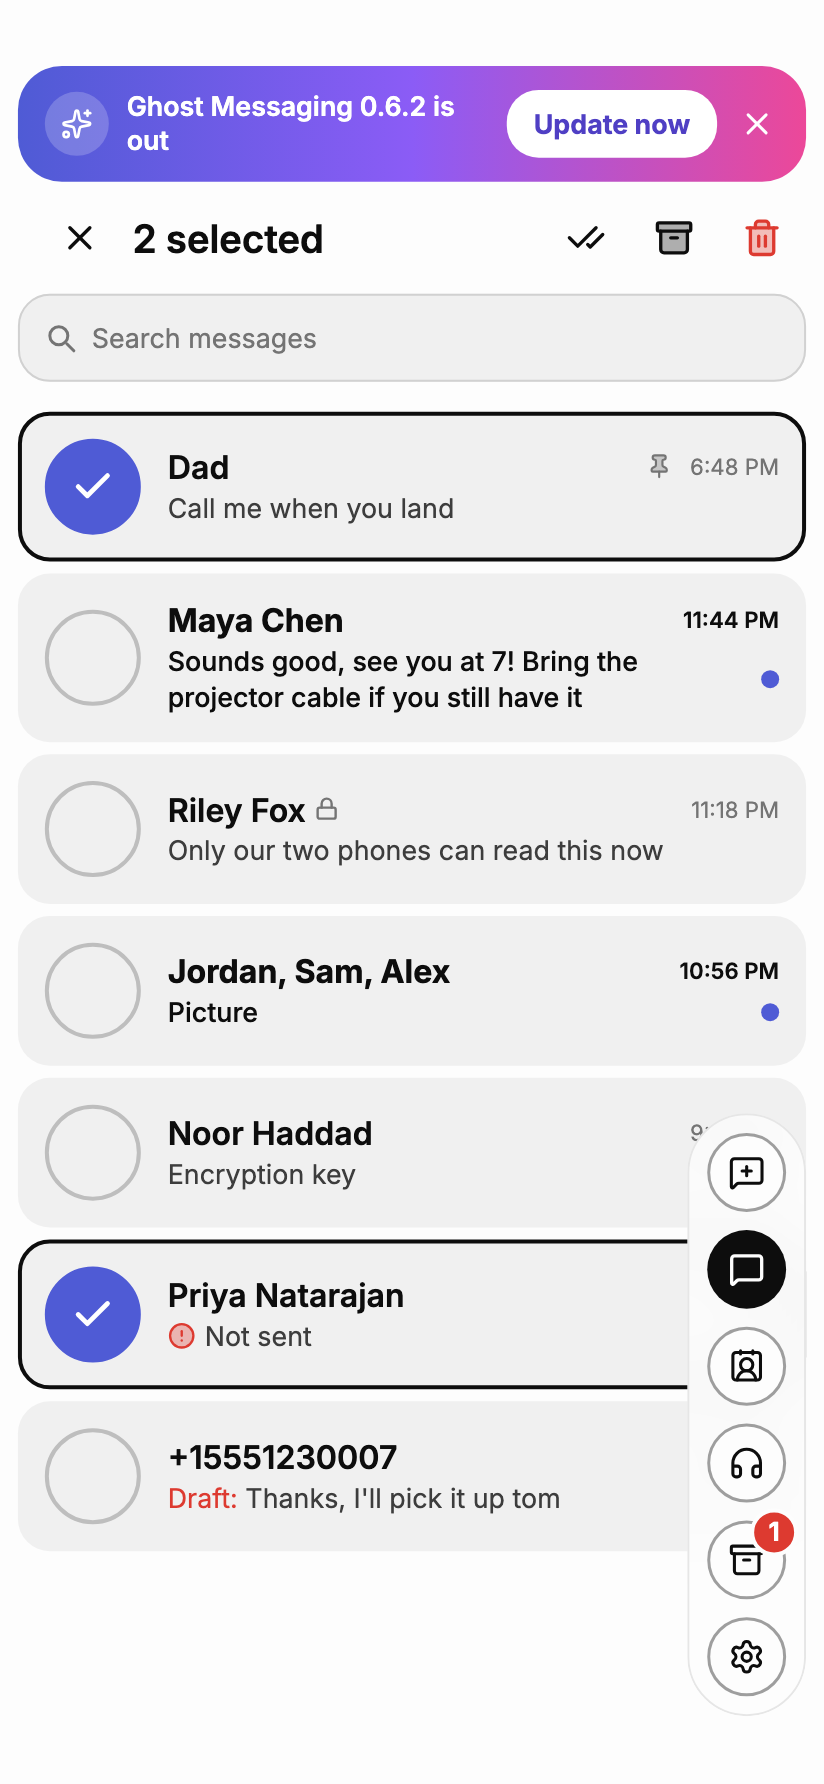 Ghost Messaging 0.6.2 is
out
Update now
2 selected
Search messages
Dad
6:48 PM
Call me when you land
Maya Chen
11:44 PM
Sounds good, see you at 7! Bring the
projector cable if you still have it
Riley Fox
11:18 PM
Only our two phones can read this now
Jordan, Sam, Alex
10:56 PM
Picture
Noor Haddad
Encryption key
Priya Natarajan
Not sent
+15551230007
Draft: Thanks, I'll pick it up tom
1